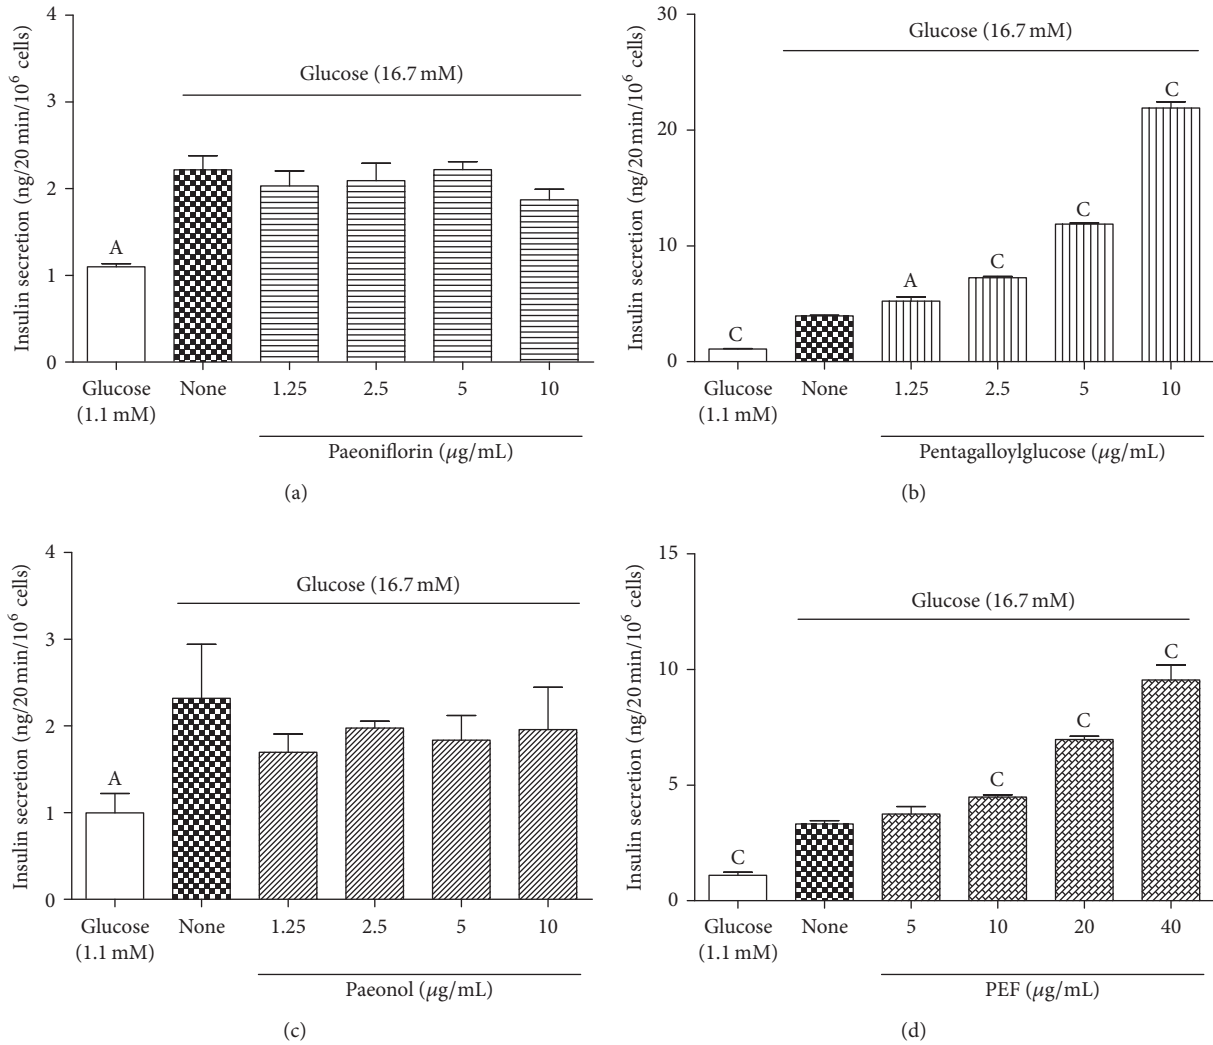 Insulin secretion (ng/20 min/10⁶ cells)
4
3
2
1
0
Glucose (16.7 mM)
A
Glucose
(1.1 mM)
None
1.25
2.5
5
10
Paeoniflorin (μg/mL)
(a)
Insulin secretion (ng/20 min/10⁶ cells)
30
20
10
0
Glucose (16.7 mM)
C
A
C
C
C
Glucose
(1.1 mM)
None
1.25
2.5
5
10
Pentagalloylglucose (μg/mL)
(b)
Insulin secretion (ng/20 min/10⁶ cells)
4
3
2
1
0
Glucose (16.7 mM)
A
Glucose
(1.1 mM)
None
1.25
2.5
5
10
Paeonol (μg/mL)
(c)
Insulin secretion (ng/20 min/10⁶ cells)
15
10
5
0
Glucose (16.7 mM)
C
C
C
C
Glucose
(1.1 mM)
None
5
10
20
40
PEF (μg/mL)
(d)